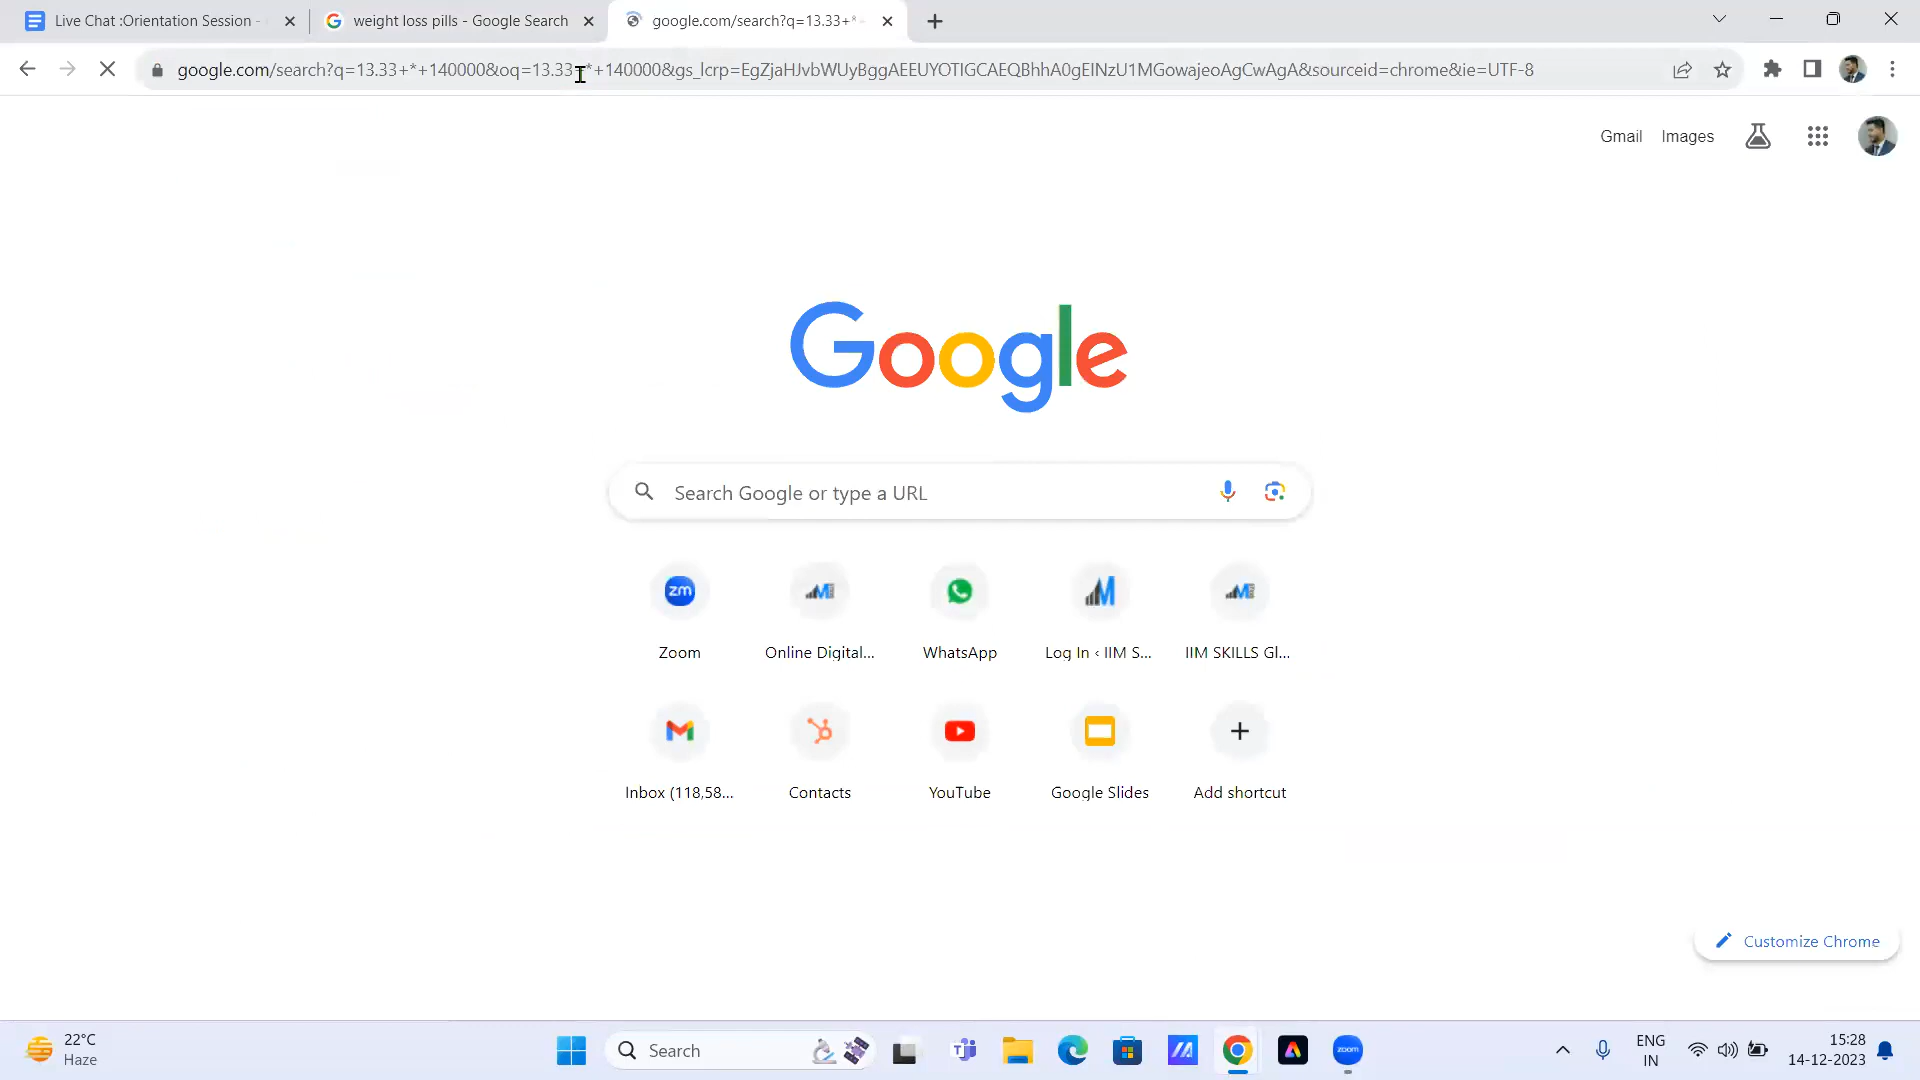 Live Chat :Orientation Session -
weight loss pills - Google Search
google.com/search?q=13.33+*-
google.com/search?q=13.33+*+140000&oq=13.33+*+140000&gs_lcrp=EgZjaHJvbWUyBggAEEUYOTIGCAEQBhhA0gEINzU1MGowajeoAgCwAgA&sourceid=chrome&ie=UTF-8
Gmail
Images
Google
Search Google or type a URL
zm
Zoom
Online Digital...
WhatsApp
Log In ‹ IIM S...
IIM SKILLS Gl...
Inbox (118,58...
Contacts
YouTube
Google Slides
Add shortcut
Customize Chrome
22°C
Haze
Search
zoom
ENG
IN
15:28
14-12-2023